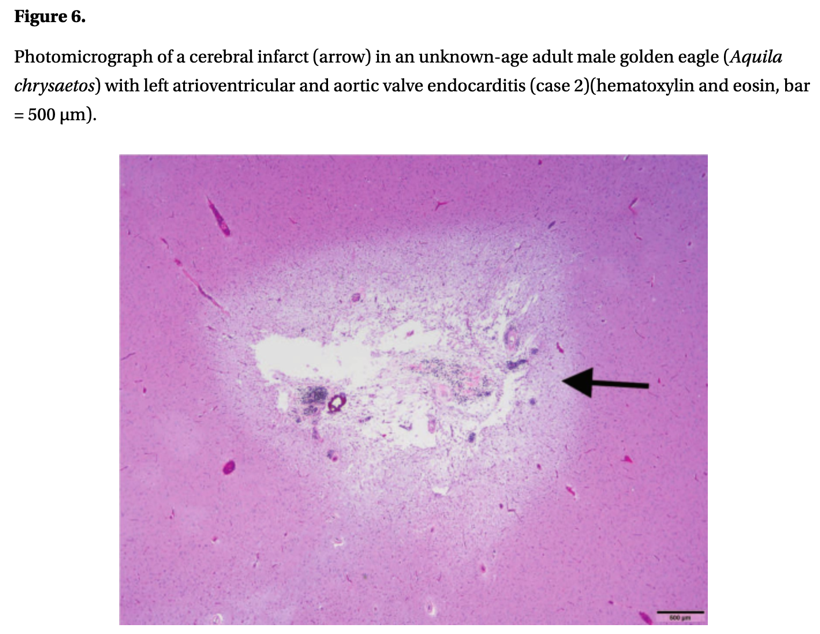 Figure 6.
Photomicrograph of a cerebral infarct (arrow) in an unknown-age adult male golden eagle (Aquila
chrysaetos) with left atrioventricular and aortic valve endocarditis (case 2)(hematoxylin and eosin, bar
= 500 μm).
500 μm